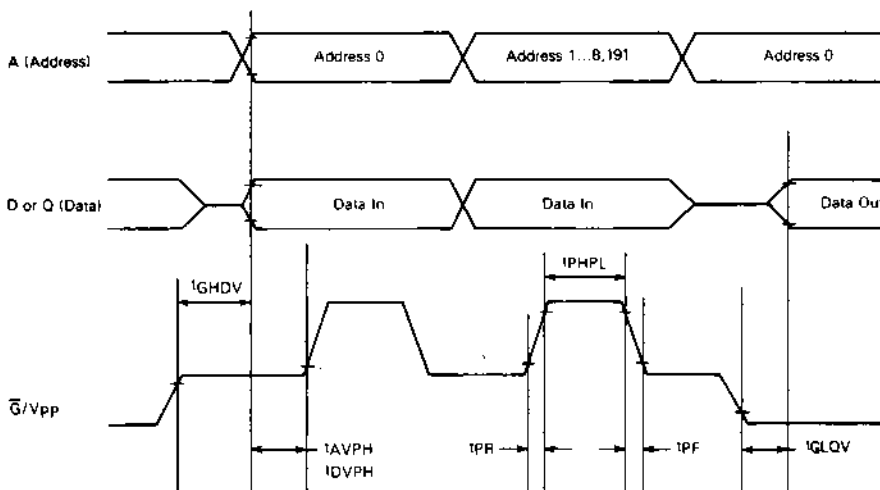 A (Address)
Address 0
Address 1...8,191
Address 0
D or Q (Data)
Data In
Data In
Data Out
tGHDV
tPHPL
G̅/VPP
tAVPH
tDVPH
tPR
tPF
tGLQV